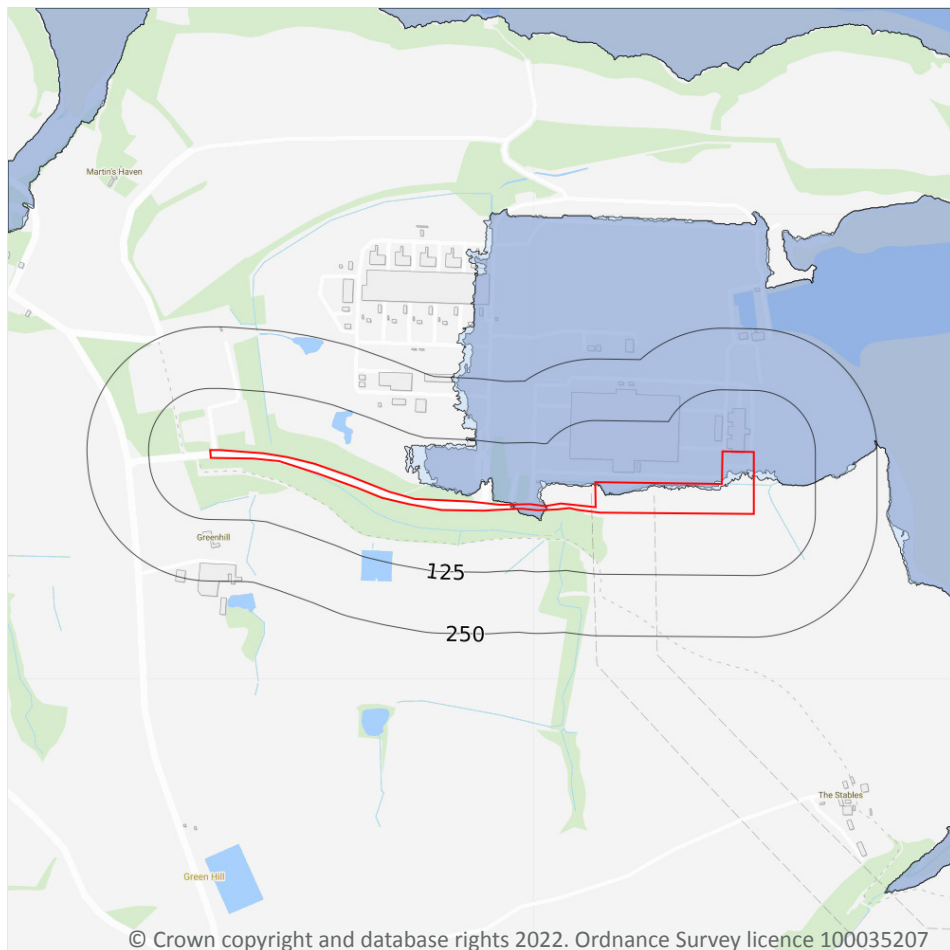 Martin's Haven
Greenhill
125
250
The Stables
Green Hill
© Crown copyright and database rights 2022. Ordnance Survey licence 100035207